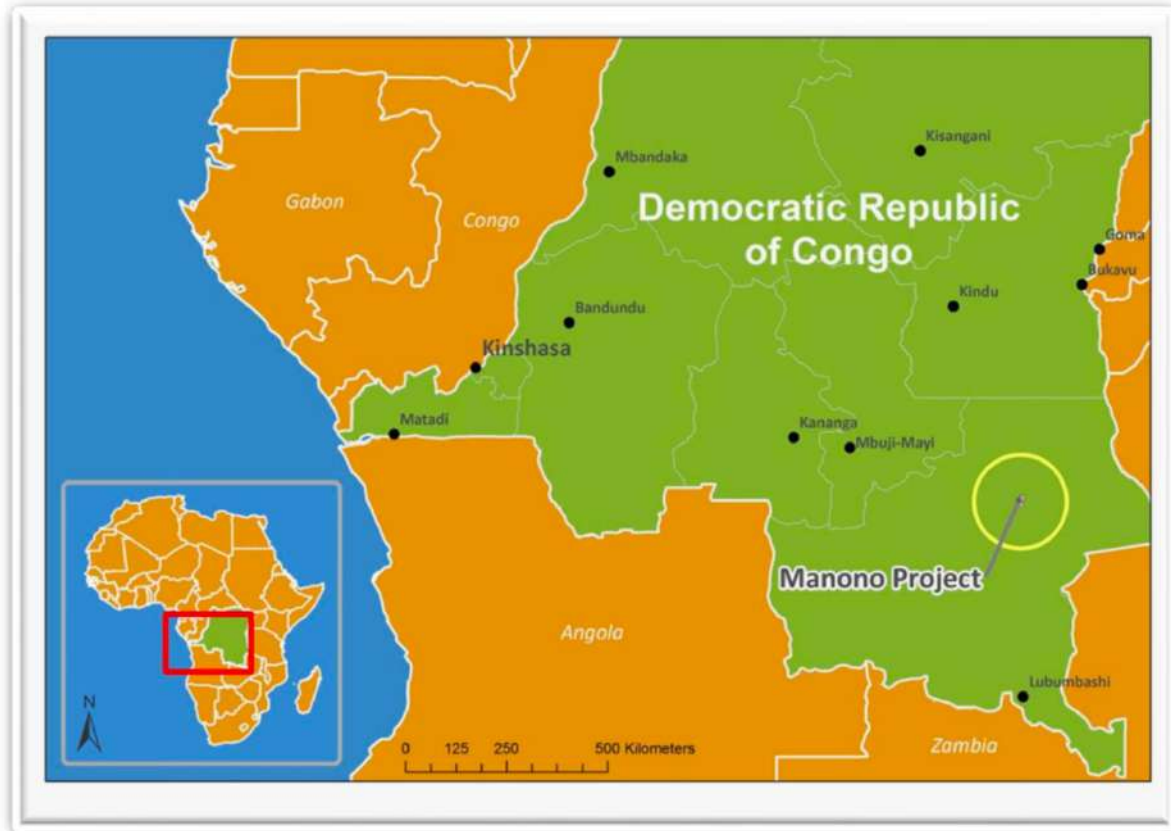 Kisangani
Mbandaka
Gabon
Congo
Democratic Republic
of Congo
Goma
Bukavu
Kindu
Bandundu
Kinshasa
Matadi
Kananga
Mbuji-Mayi
Manono Project
Angola
Lubumbashi
Zambia
N
0 125 250 500 Kilometers